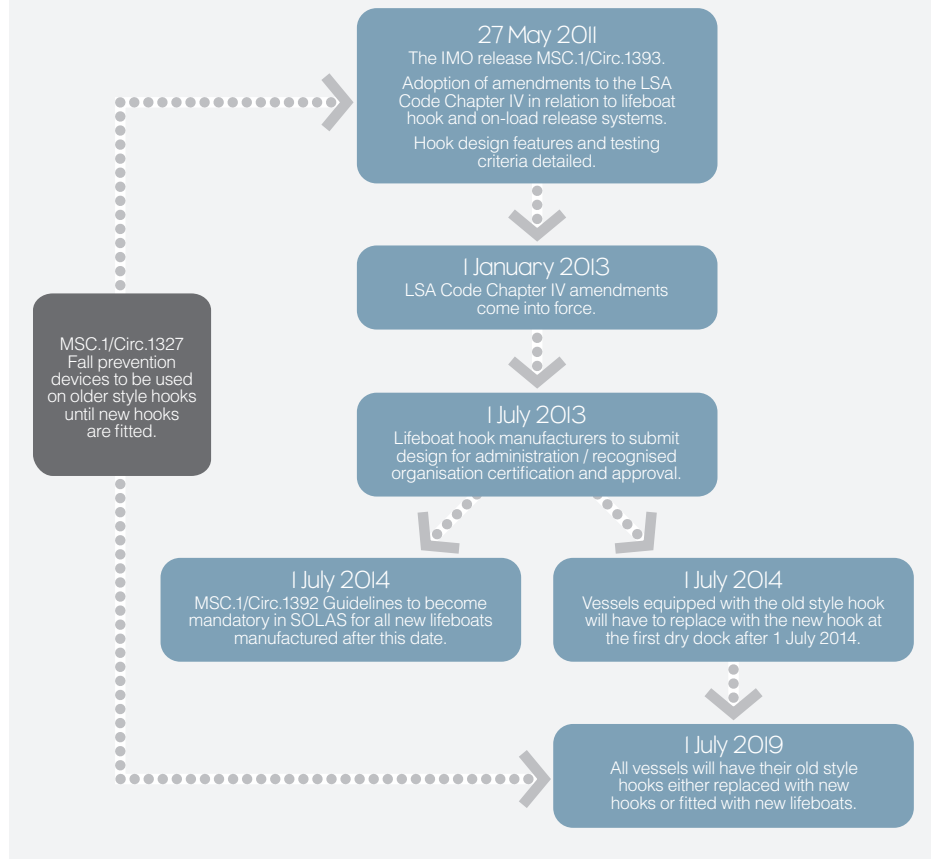 27 May 2011
The IMO release MSC.1/Circ.1393.
Adoption of amendments to the LSA
Code Chapter IV in relation to lifeboat
hook and on-load release systems.
Hook design features and testing
criteria detailed.
1 January 2013
LSA Code Chapter IV amendments
come into force.
MSC.1/Circ.1327
Fall prevention
devices to be used
on older style hooks
until new hooks
are fitted.
1 July 2013
Lifeboat hook manufacturers to submit
design for administration / recognised
organisation certification and approval.
1 July 2014
MSC.1/Circ.1392 Guidelines to become
mandatory in SOLAS for all new lifeboats
manufactured after this date.
1 July 2014
Vessels equipped with the old style hook
will have to replace with the new hook at
the first dry dock after 1 July 2014.
1 July 2019
All vessels will have their old style
hooks either replaced with new
hooks or fitted with new lifeboats.